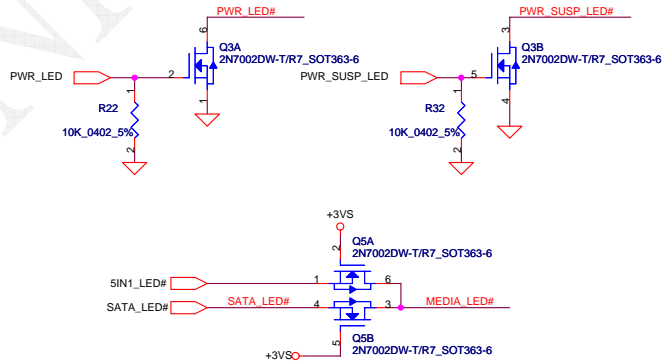 PWR_LED#
6
Q3A
2N7002DW-T/R7_SOT363-6
PWR_LED
2
1
R22
1
10K_0402_5%
2
PWR_SUSP_LED#
3
Q3B
2N7002DW-T/R7_SOT363-6
PWR_SUSP_LED
5
4
R32
1
10K_0402_5%
2
+3VS
Q5A
2N7002DW-T/R7_SOT363-6
2
5IN1_LED#
1
6
SATA_LED#
SATA_LED#
4
3
MEDIA_LED#
Q5B
2N7002DW-T/R7_SOT363-6
5
+3VS